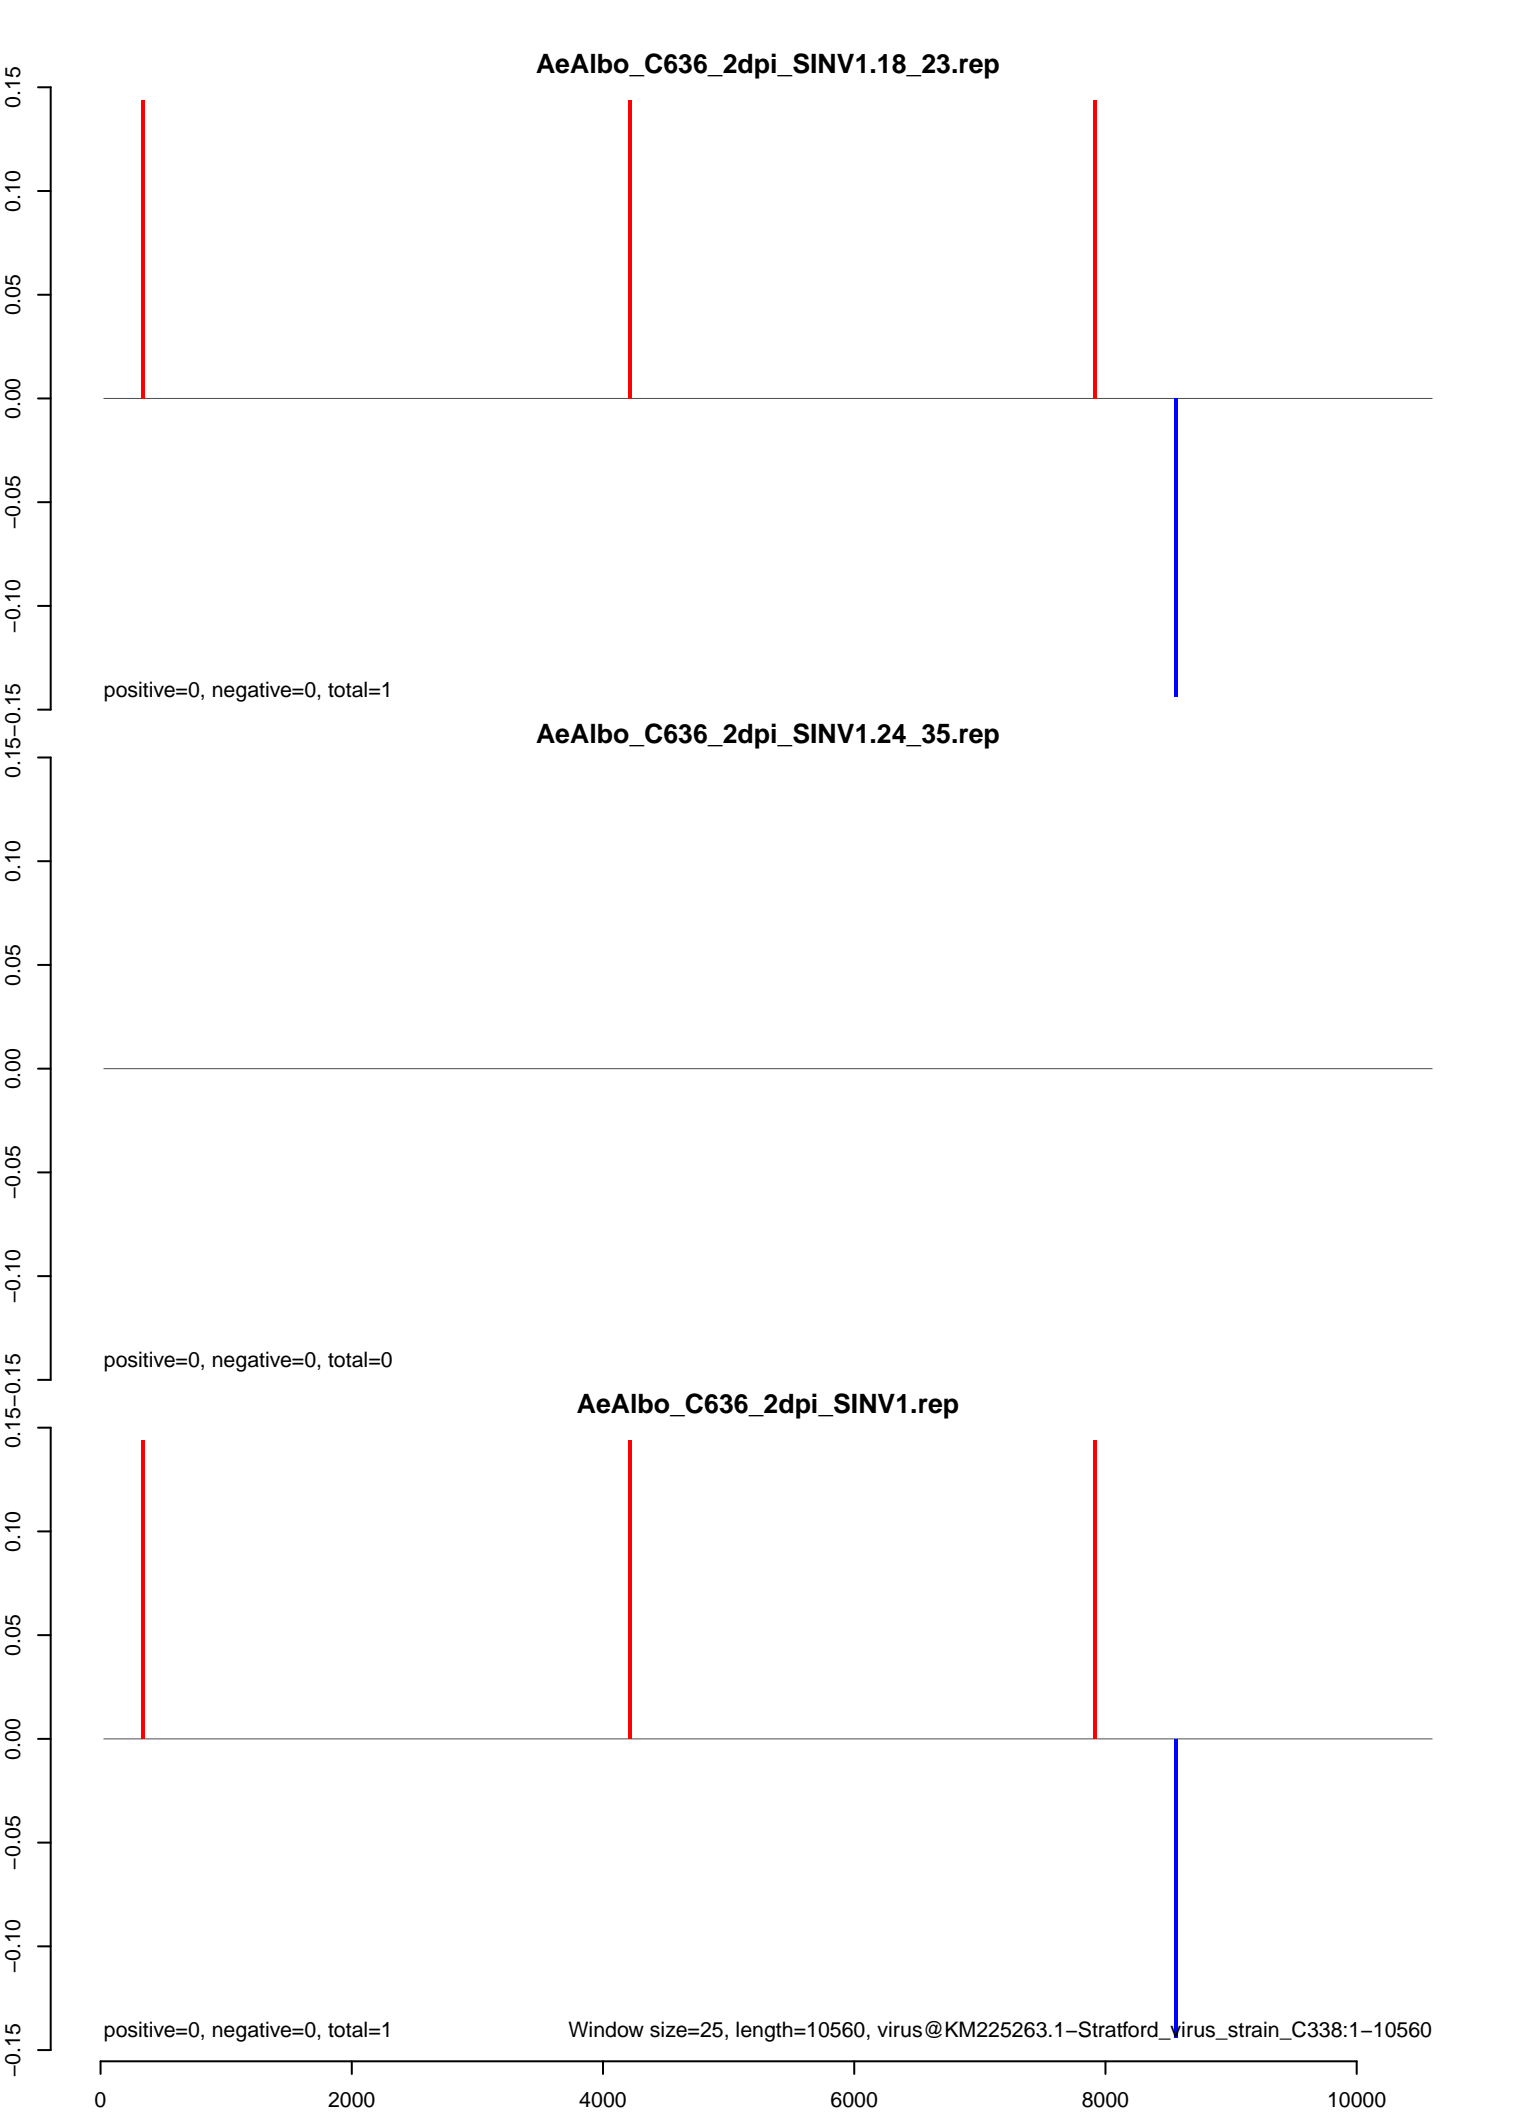 AeAlbo_C636_2dpi_SINV1.18_23.rep
0.15
0.10
0.05
0.00
−0.05
−0.10
−0.15
positive=0, negative=0, total=1
AeAlbo_C636_2dpi_SINV1.24_35.rep
0.15
0.10
0.05
0.00
−0.05
−0.10
−0.15
positive=0, negative=0, total=0
AeAlbo_C636_2dpi_SINV1.rep
0.15
0.10
0.05
0.00
−0.05
−0.10
−0.15
positive=0, negative=0, total=1
Window size=25, length=10560, virus@KM225263.1−Stratford_virus_strain_C338:1−10560
0 2000 4000 6000 8000 10000